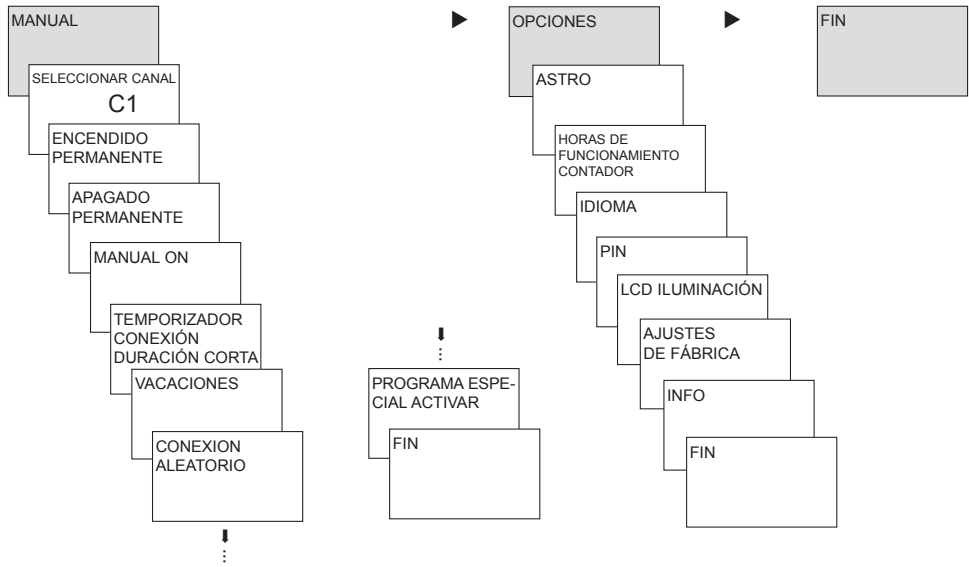 MANUAL
SELECCIONAR CANAL
C1
ENCENDIDO
PERMANENTE
APAGADO
PERMANENTE
MANUAL ON
TEMPORIZADOR
CONEXIÓN
DURACIÓN CORTA
VACACIONES
CONEXION
ALEATORIO
PROGRAMA ESPE-
CIAL ACTIVAR
FIN
OPCIONES
ASTRO
HORAS DE
FUNCIONAMIENTO
CONTADOR
IDIOMA
PIN
LCD ILUMINACIÓN
AJUSTES
DE FÁBRICA
INFO
FIN
FIN